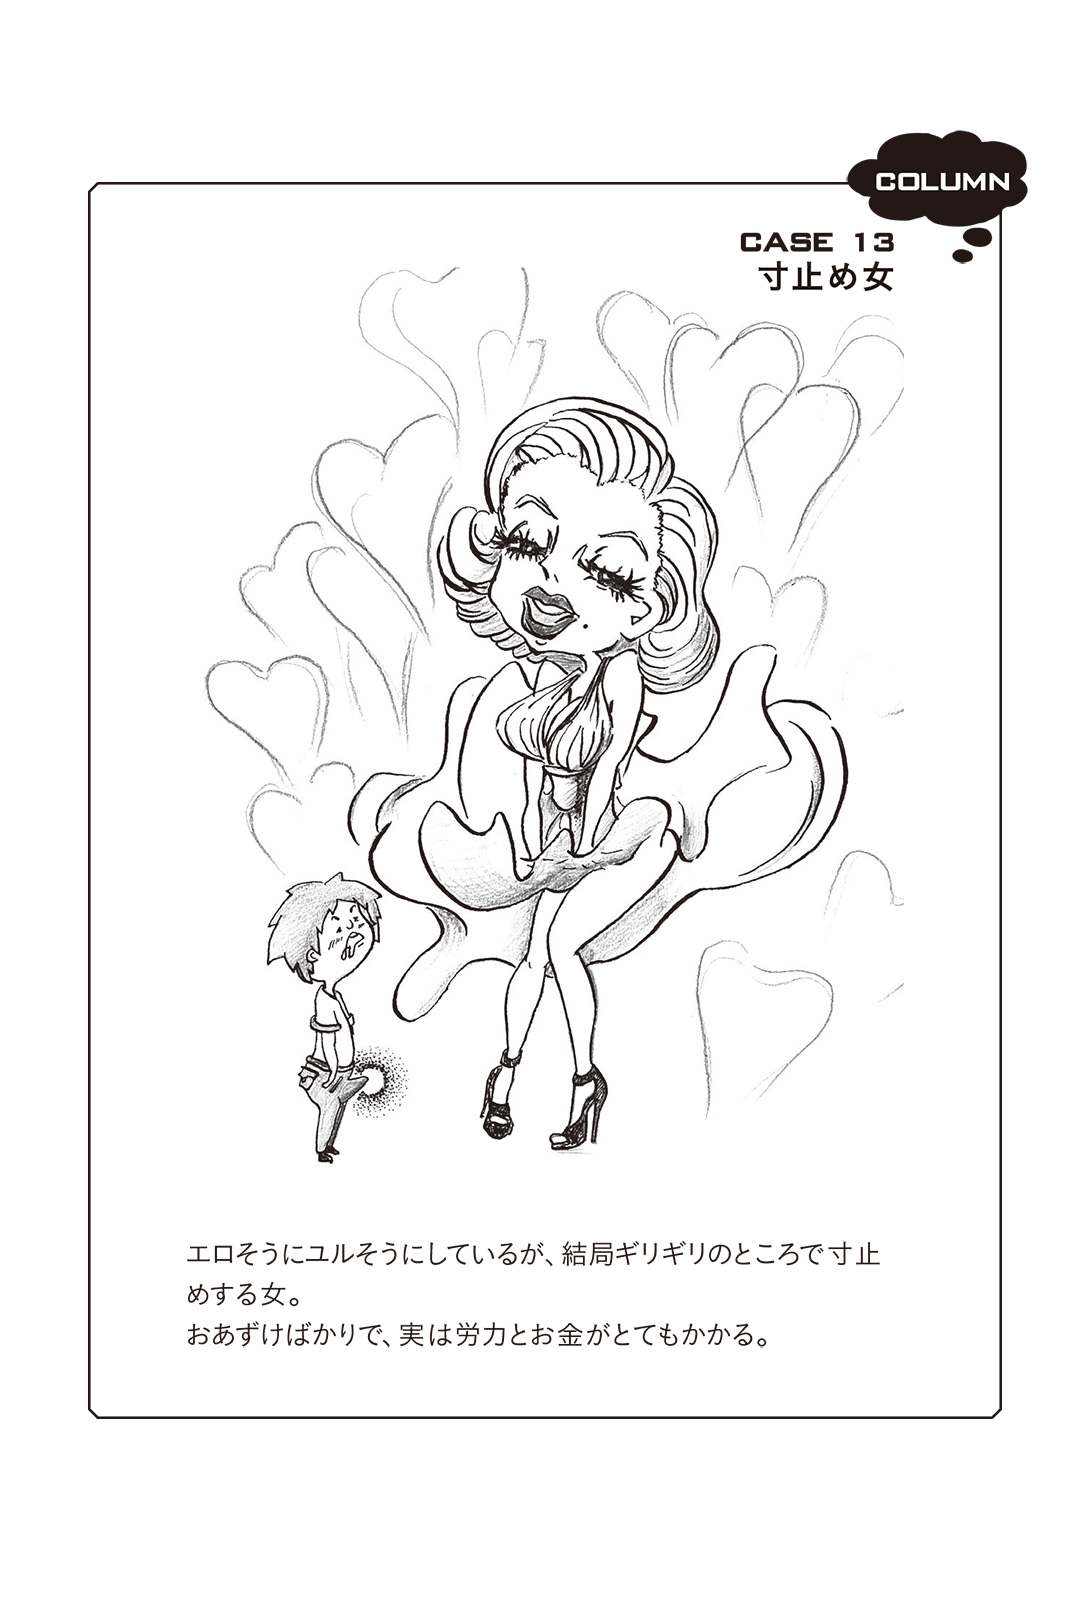 COLUMN
CASE 13
寸止め女
エロそうにユルそうにしているが、結局ギリギリのところで寸止
めする女。
おあずけばかりで、実は労力とお金がとてもかかる。